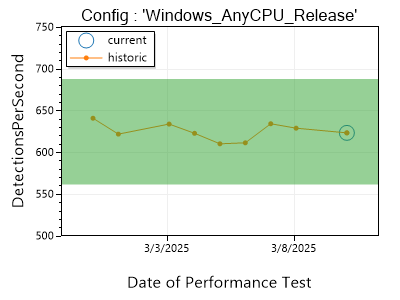 Config : 'Windows_AnyCPU_Release'
current
historic
DetectionsPerSecond
750
700
650
600
550
500
3/3/2025
3/8/2025
Date of Performance Test